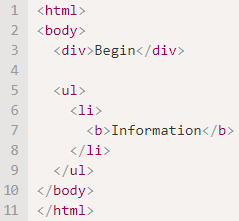 1 <html>
2 <body>
3   <div>Begin</div>
4
5   <ul>
6     <li>
7       <b>Information</b>
8     </li>
9   </ul>
10 </body>
11 </html>